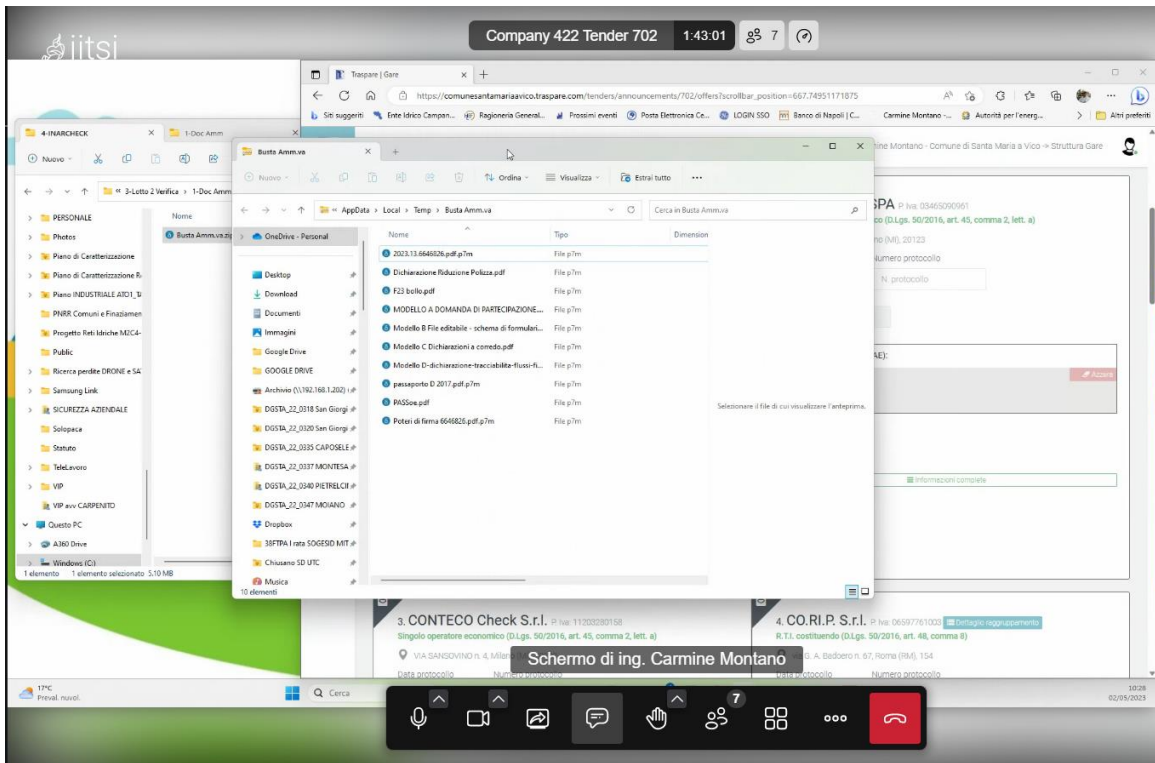 jitsi
Company 422 Tender 702
1:43:01
7
Traspare | Gare
https://comunesantamariaavico.traspare.com/tenders/announcements/702/offers?scrollbar_position=667.74951171875
Siti suggeriti
Ente Idrico Campan...
Ragioneria General...
Prossimi eventi
Posta Elettronica Ce...
LOGIN SSO
Banco di Napoli | C...
Carmine Montano -...
Autorità per l'energ...
Altri preferiti
4-INARCHECK
1-Doc Amm
Nuovo
« 3-Lotto 2 Verifica › 1-Doc Amm
Nome
Busta Amm.va.zip
PERSONALE
Photos
Piano di Caratterizzazione
Piano di Caratterizzazione R
Piano INDUSTRIALE ATO1_
PNRR Comuni e Finaziamen
Progetto Reti Idriche M2C4-
Public
Ricerca perdite DRONE e SA
Samsung Link
SICUREZZA AZIENDALE
Solopaca
Statuto
TeleLavoro
VIP
VIP avv CARPENITO
Questo PC
A360 Drive
Windows (C:)
1 elemento 1 elemento selezionato 5.10 MB
Busta Amm.va
Nuovo
Ordina
Visualizza
Estrai tutto
« AppData › Local › Temp › Busta Amm.va
Cerca in Busta Amm.va
OneDrive - Personal
Desktop
Download
Documenti
Immagini
Google Drive
GOOGLE DRIVE
Archivio (\\192.168.1.202) (
DGSTA_22_0318 San Giorgi
DGSTA_22_0320 San Giorgi
DGSTA_22_0335 CAPOSELE
DGSTA_22_0337 MONTESA
DGSTA_22_0340 PIETRELCI
DGSTA_22_0347 MOIANO
Dropbox
38FTPA I rata SOGESID MIT
Chiusano SD UTC
Musica
10 elementi
Nome Tipo Dimension
2023.13.6646826.pdf.p7m File p7m
Dichiarazione Riduzione Polizza.pdf File p7m
F23 bollo.pdf File p7m
MODELLO A DOMANDA DI PARTECIPAZIONE.... File p7m
Modello B File editabile - schema di formulari... File p7m
Modello C Dichiarazioni a corredo.pdf File p7m
Modello D-dichiarazione-tracciabilita-flussi-fi... File p7m
passaporto D 2017.pdf.p7m File p7m
PASSoe.pdf File p7m
Poteri di firma 6646826.pdf.p7m File p7m
Selezionare il file di cui visualizzare l'anteprima.
ine Montano - Comune di Santa Maria a Vico -» Struttura Gare
SPA P. Iva: 03465090961
co (D.Lgs. 50/2016, art. 45, comma 2, lett. a)
no (MI), 20123
Numero protocollo
N. protocollo
AE):
Azzera
Informazioni complete
3. CONTECO Check S.r.l. P. Iva: 11203280158
Singolo operatore economico (D.Lgs. 50/2016, art. 45, comma 2, lett. a)
VIA SANSOVINO n. 4, Milano
Data protocollo Numero protocollo
4. CO.RI.P. S.r.l. P. Iva: 06597761003 Dettaglio raggruppamento
R.T.I. costituendo (D.Lgs. 50/2016, art. 48, comma 8)
G. A. Badoero n. 67, Roma (RM), 154
Data protocollo Numero protocollo
Schermo di ing. Carmine Montano
17°C
Preval. nuvol.
Cerca
7
10:28
02/05/2023